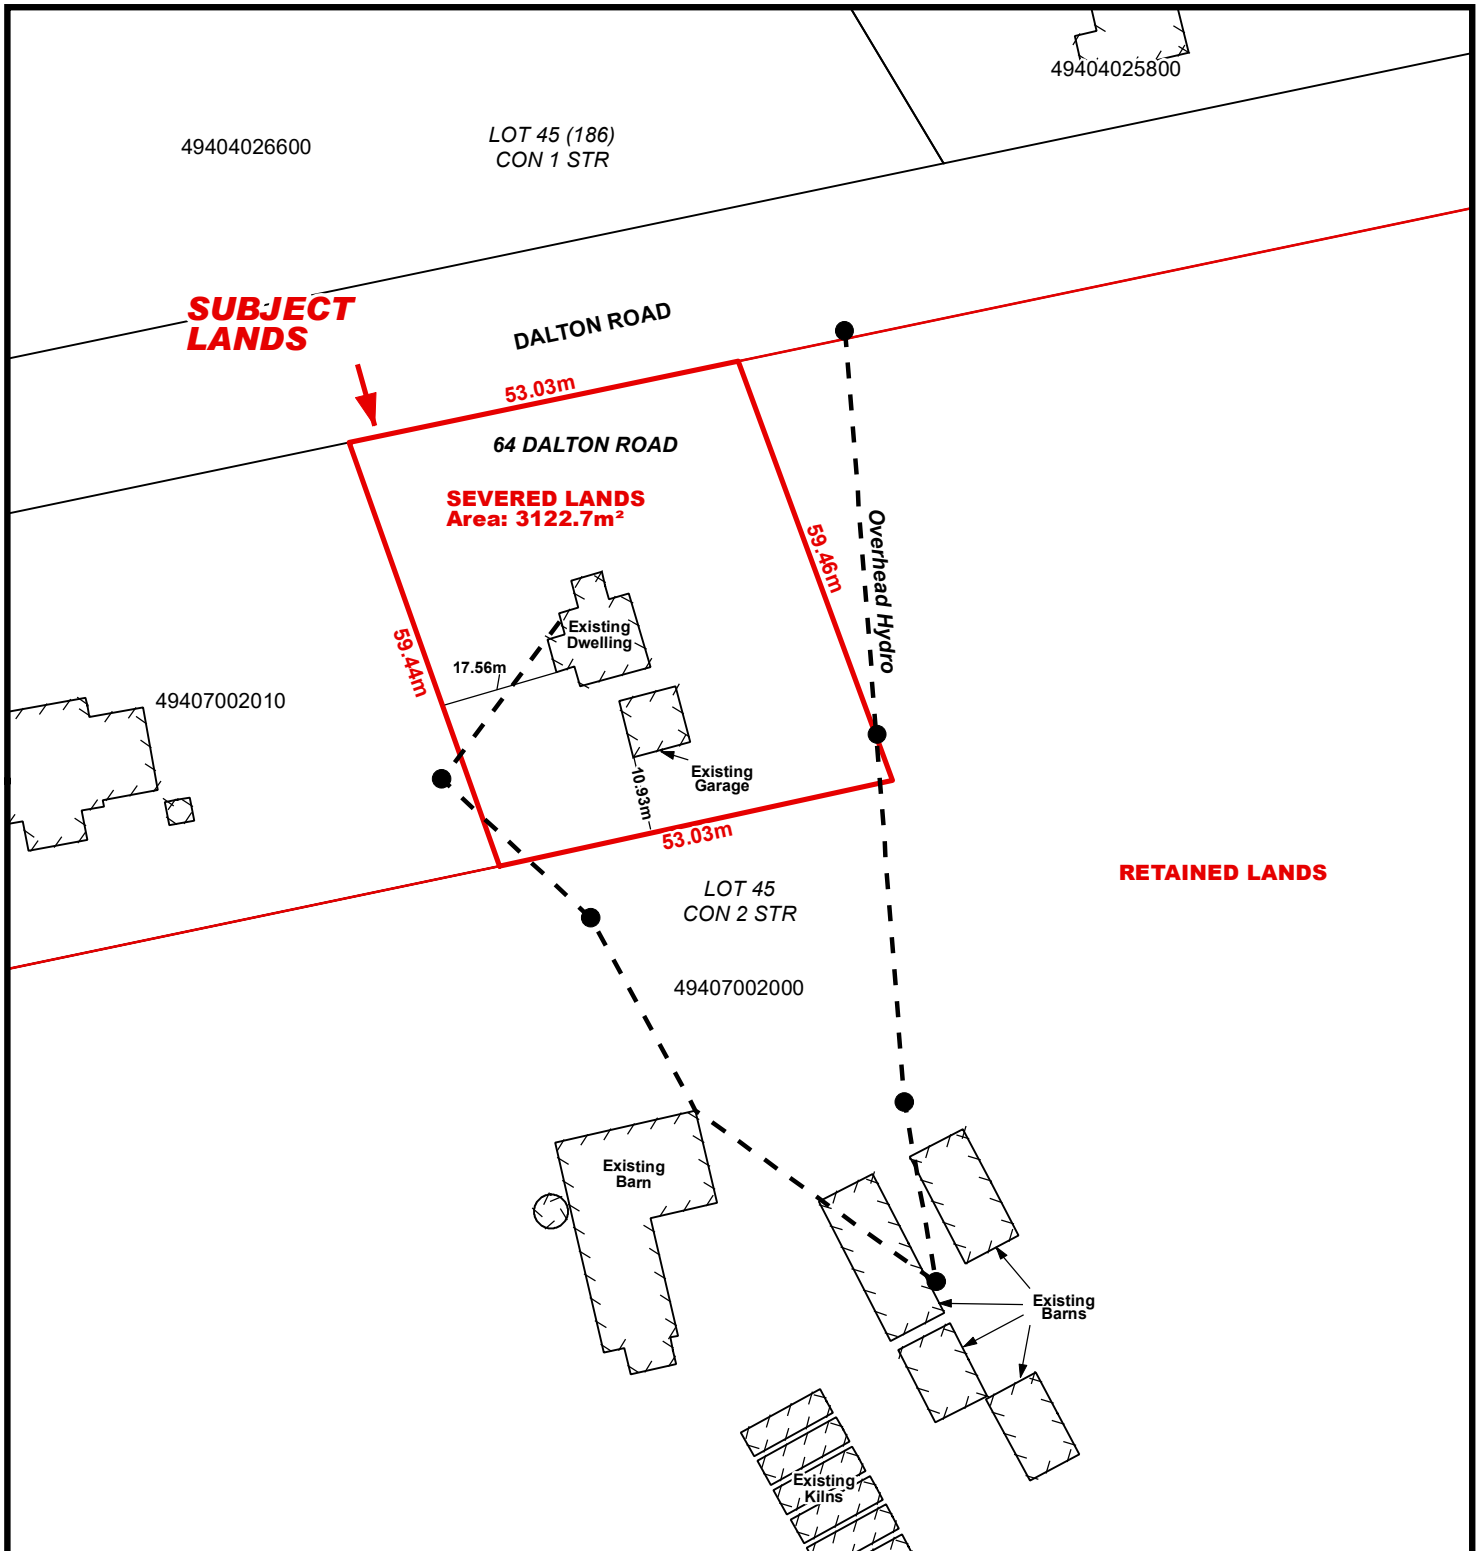 49404025800
49404026600
LOT 45 (186)
CON 1 STR
SUBJECT
LANDS
DALTON ROAD
53.03m
64 DALTON ROAD
SEVERED LANDS
Area: 3122.7m²
59.46m
Overhead Hydro
Existing
Dwelling
59.44m
17.56m
49407002010
Existing
Garage
10.93m
53.03m
RETAINED LANDS
LOT 45
CON 2 STR
49407002000
Existing
Barn
Existing
Barns
Existing
Kilns